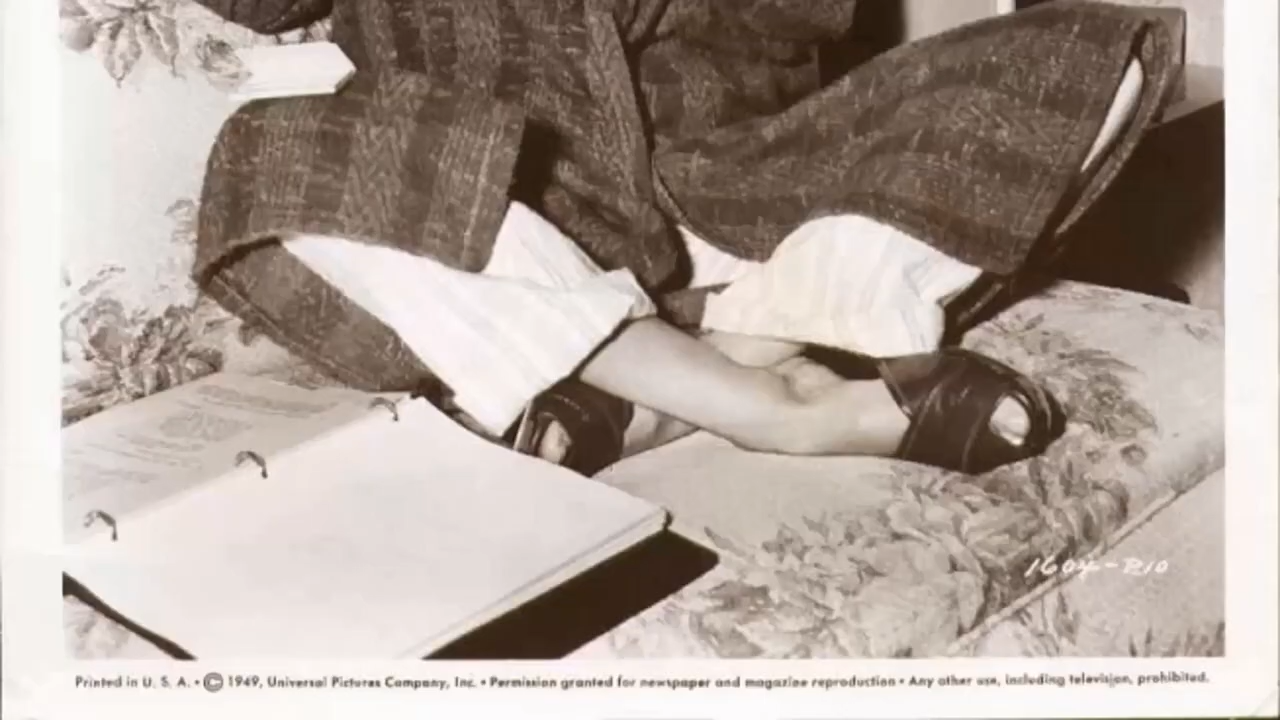 1604-P10
Printed in U. S. A. • © 1949, Universal Pictures Company, Inc. • Permission granted for newspaper and magazine reproduction • Any other use, including television, prohibited.